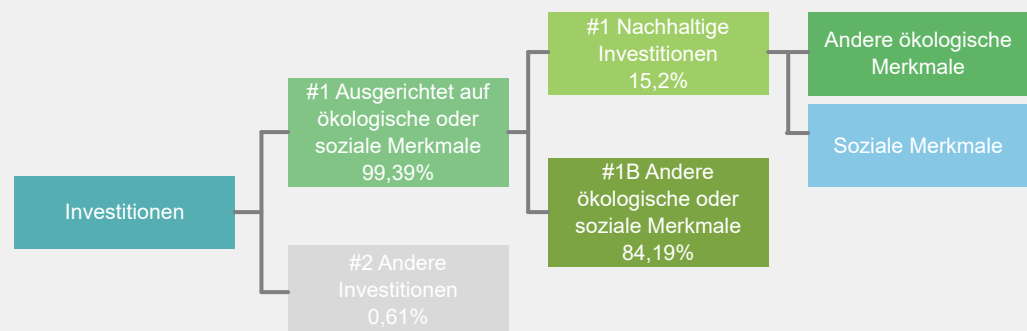 Investitionen
#1 Ausgerichtet auf
ökologische oder
soziale Merkmale
99,39%
#2 Andere
Investitionen
0,61%
#1 Nachhaltige
Investitionen
15,2%
#1B Andere
ökologische oder
soziale Merkmale
84,19%
Andere ökologische
Merkmale
Soziale Merkmale